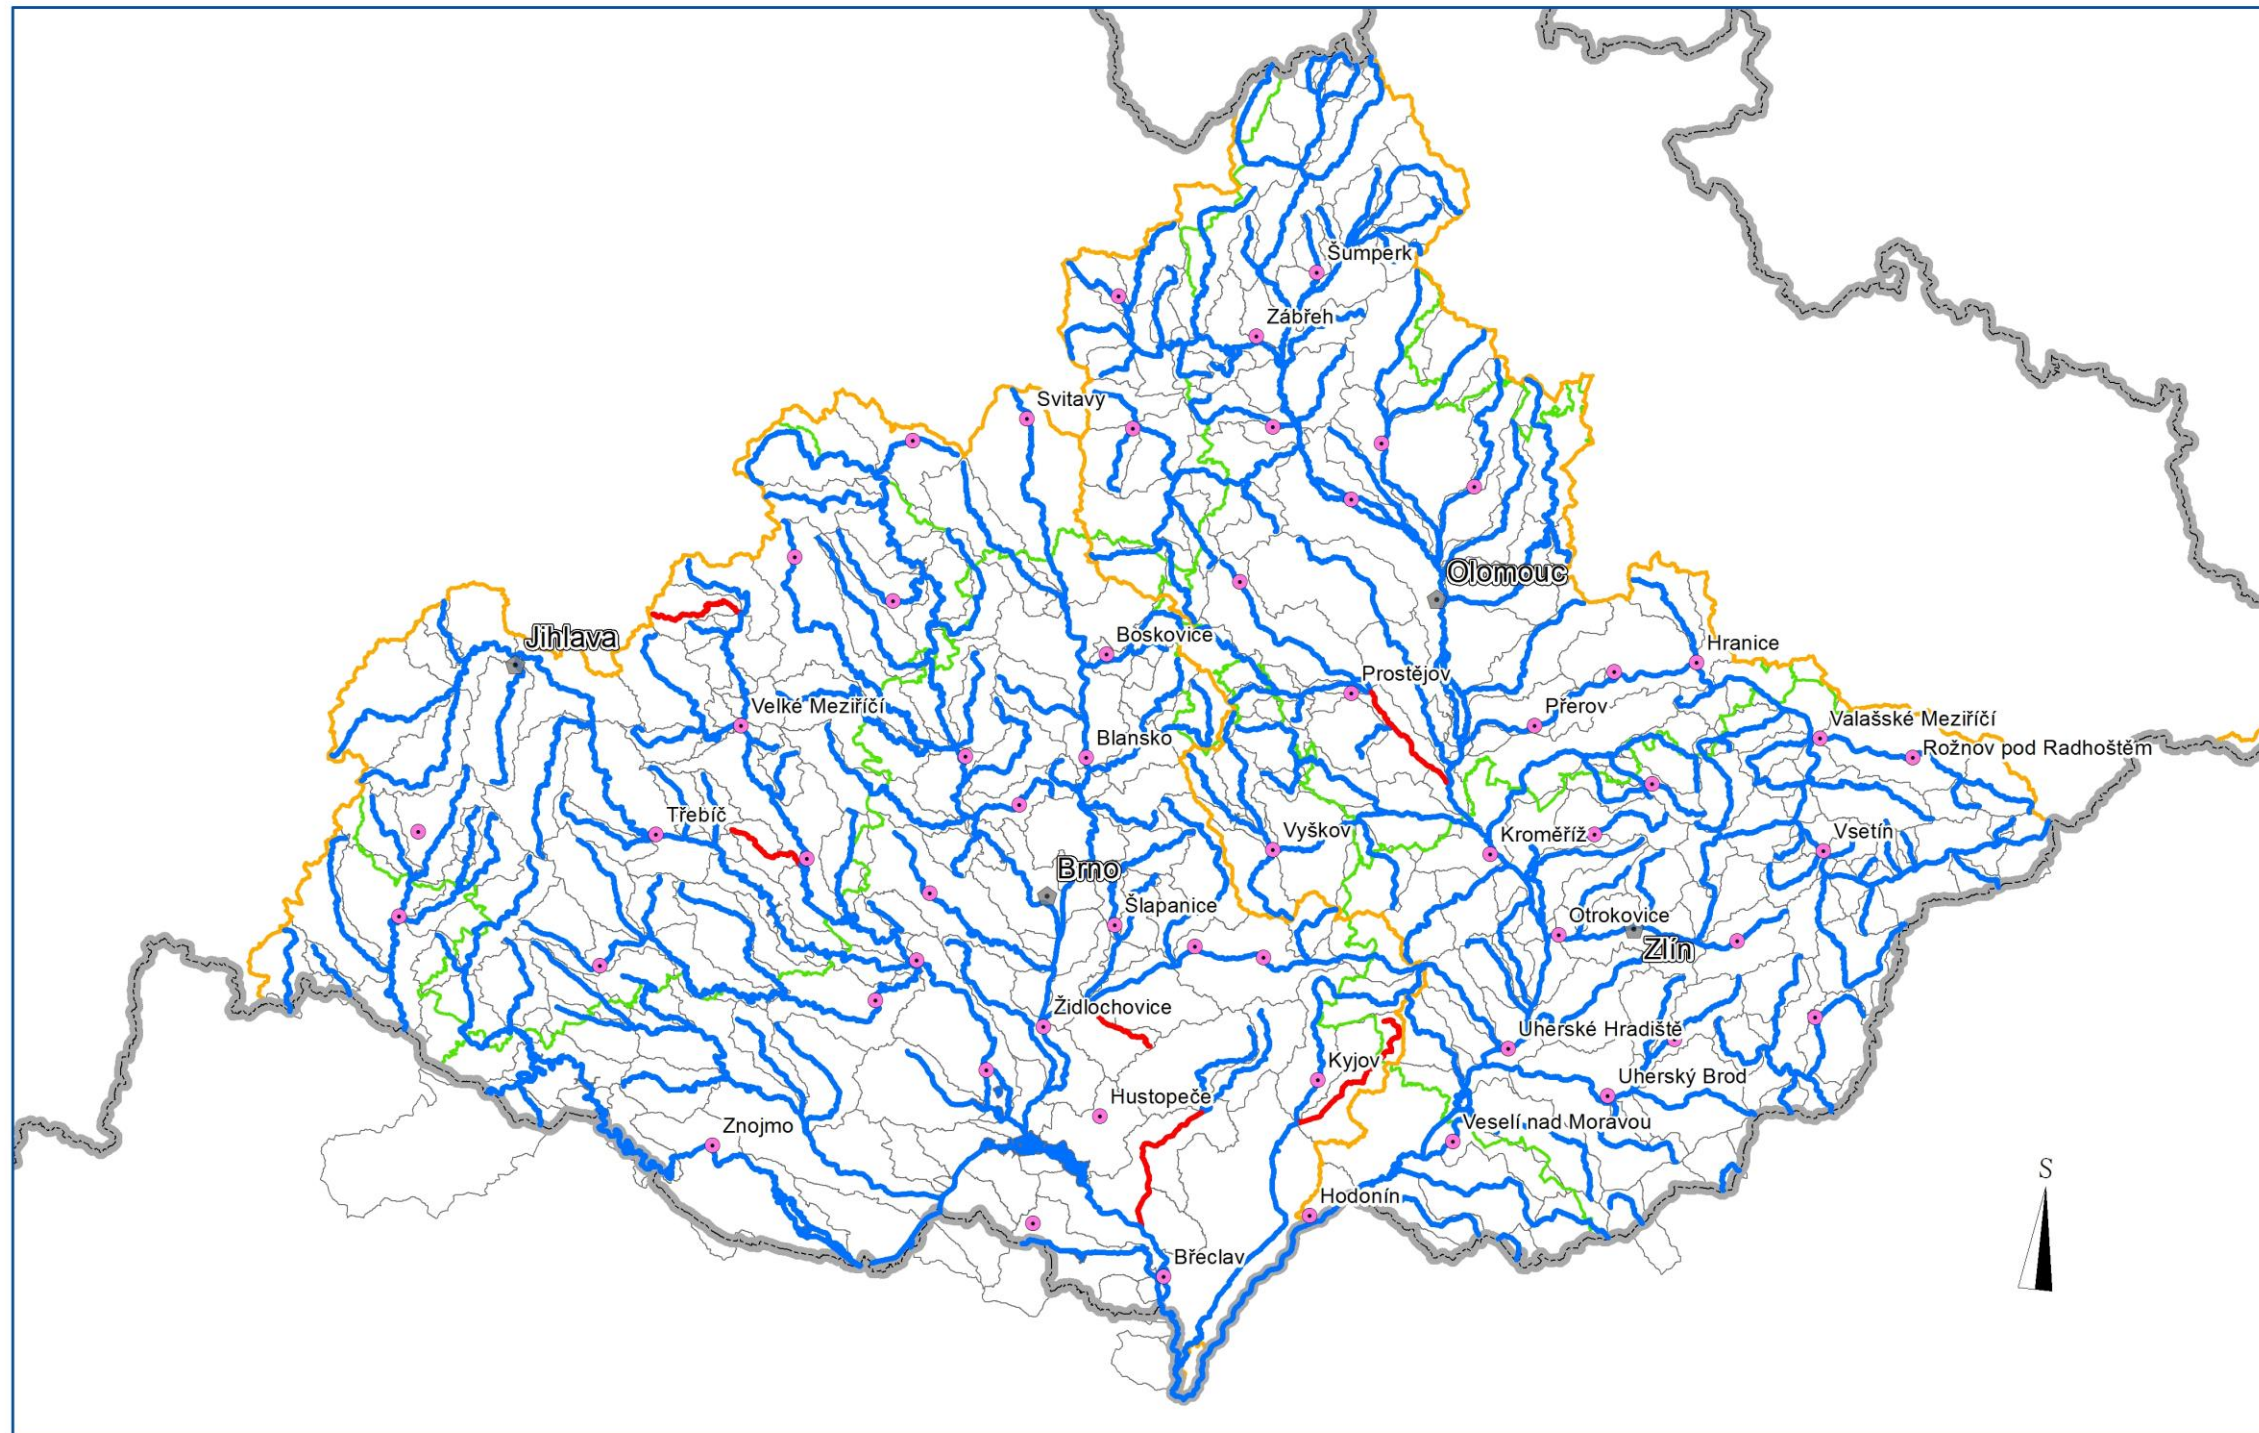 Šumperk
Zábřeh
Svitavy
Olomouc
Jihlava
Boskovice
Hranice
Prostějov
Velké Meziříčí
Přerov
Valašské Meziříčí
Blansko
Rožnov pod Radhoštěm
Třebíč
Vyškov
Kroměříž
Vsetín
Brno
Šlapanice
Otrokovice
Zlín
Židlochovice
Uherské Hradiště
Kyjov
Uherský Brod
Hustopeče
Znojmo
Veselí nad Moravou
S
Hodonín
Břeclav